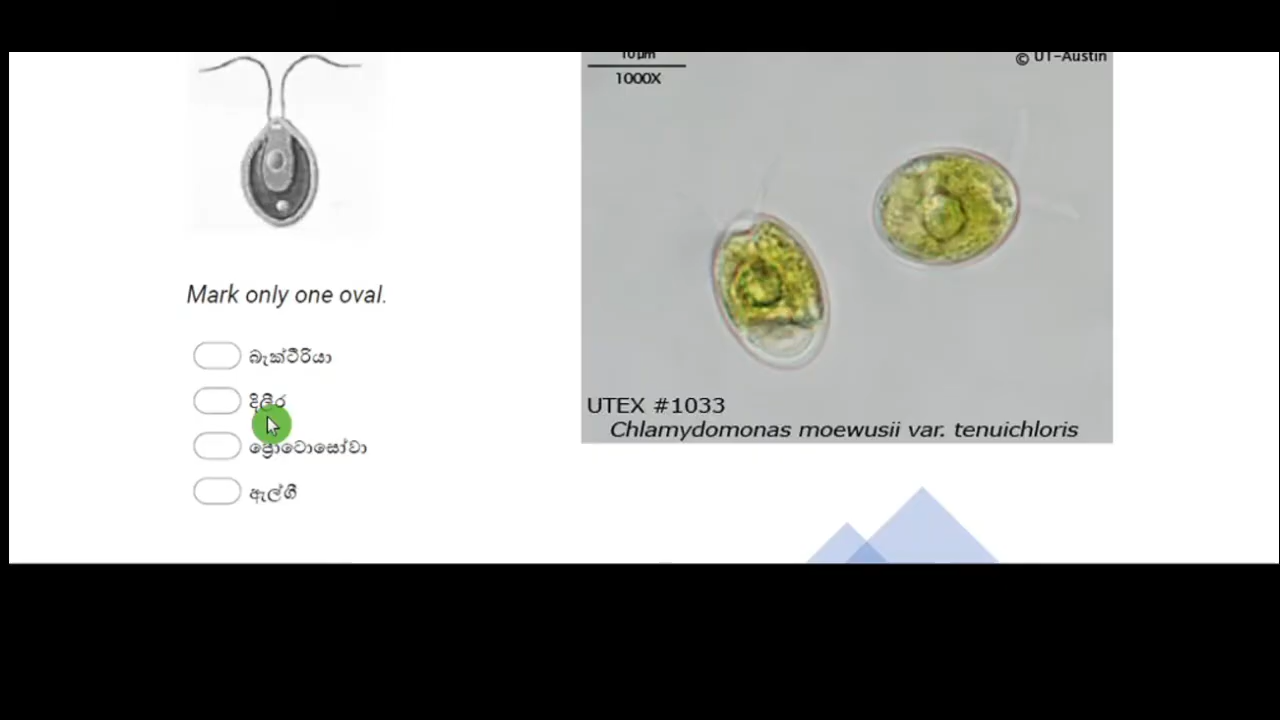 10μm
1000X
© UT-Austin
Mark only one oval.
බැක්ටීරියා
දිලීර
ප්‍රොටොසෝවා
ඇල්ගී
UTEX #1033
Chlamydomonas moewusii var. tenuichloris